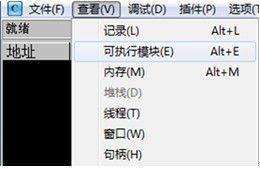 C 文件(F) 查看(V) 调试(D) 插件(P) 选项(T
就绪
地址
记录(L) Alt+L
可执行模块(E) Alt+E
内存(M) Alt+M
堆栈(D)
线程(T)
窗口(W)
句柄(H)